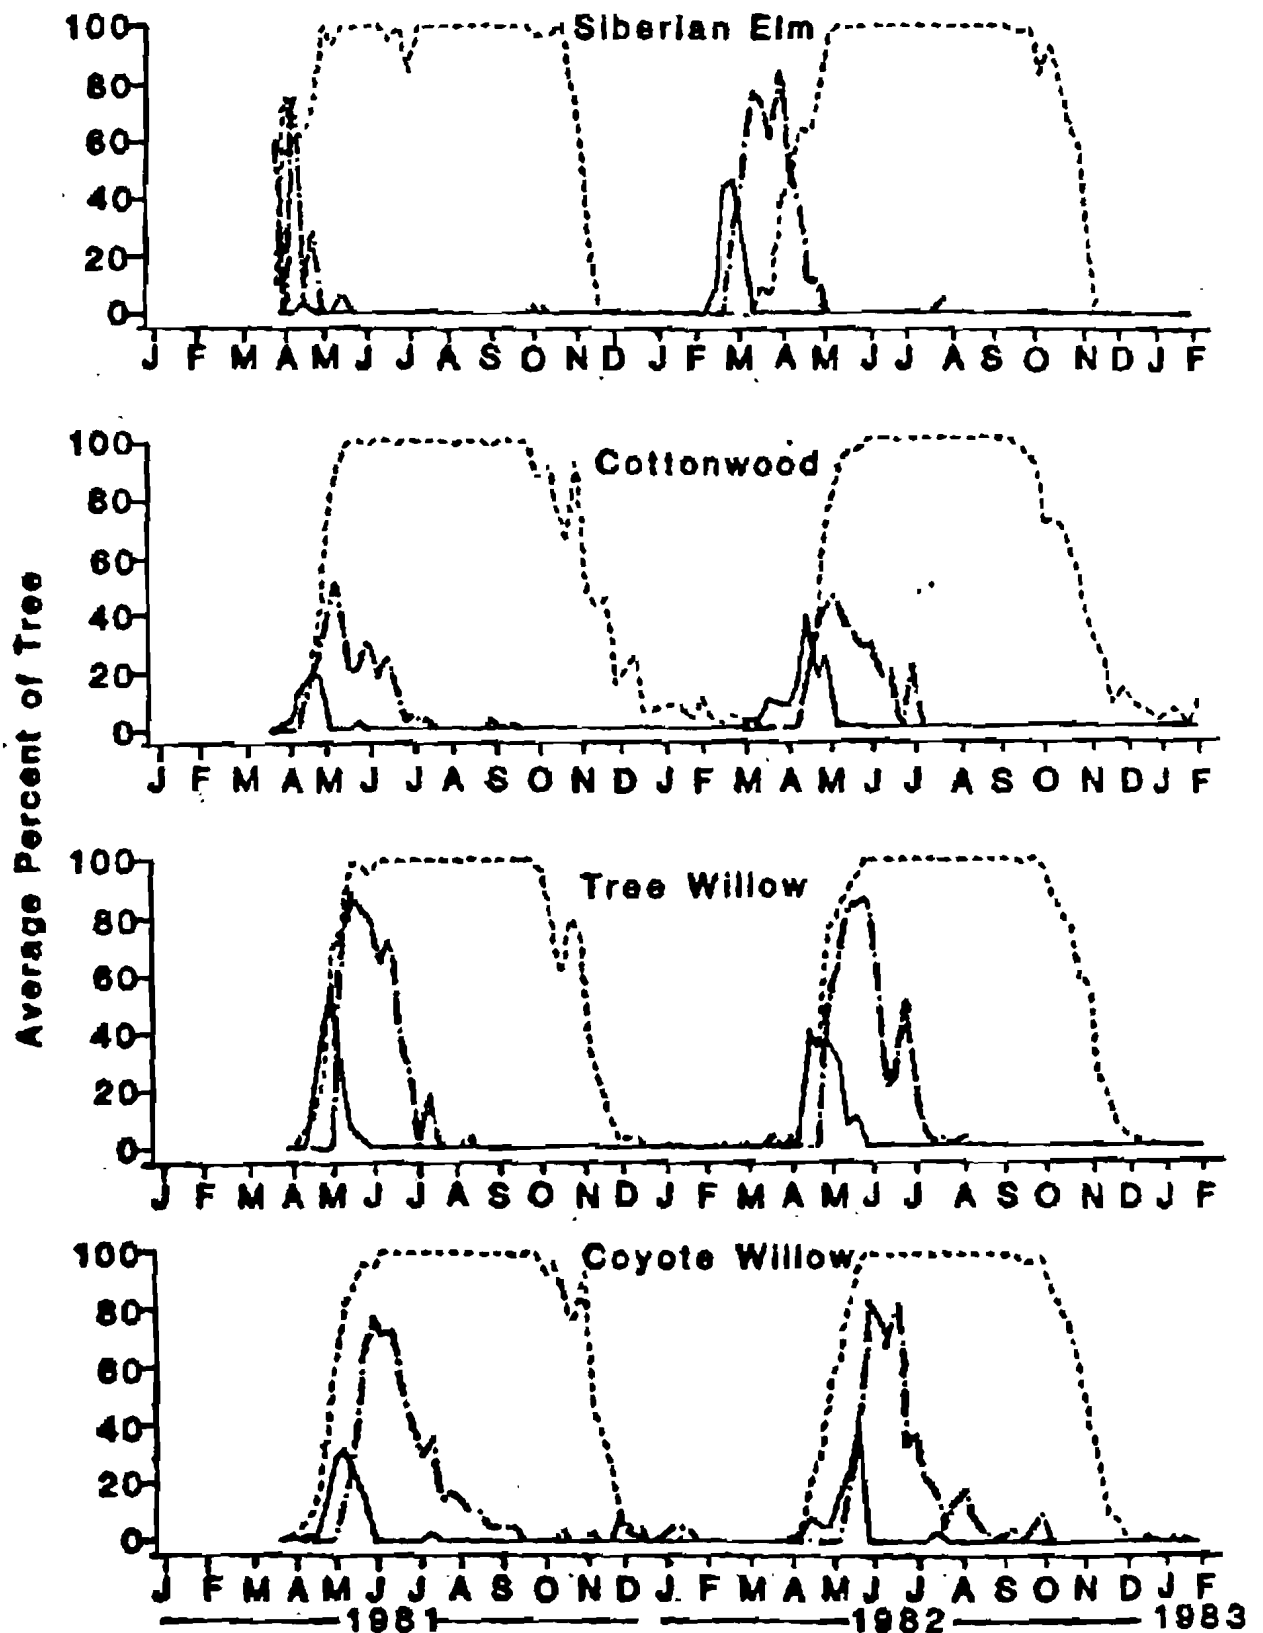 Average Percent of Tree
Siberian Elm
100
80
60
40
20
0
J F M A M J J A S O N D J F M A M J J A S O N D J F
Cottonwood
100
80
60
40
20
0
J F M A M J J A S O N D J F M A M J J A S O N D J F
Tree Willow
100
80
60
40
20
0
J F M A M J J A S O N D J F M A M J J A S O N D J F
Coyote Willow
100
80
60
40
20
0
J F M A M J J A S O N D J F M A M J J A S O N D J F
1981 1982 1983